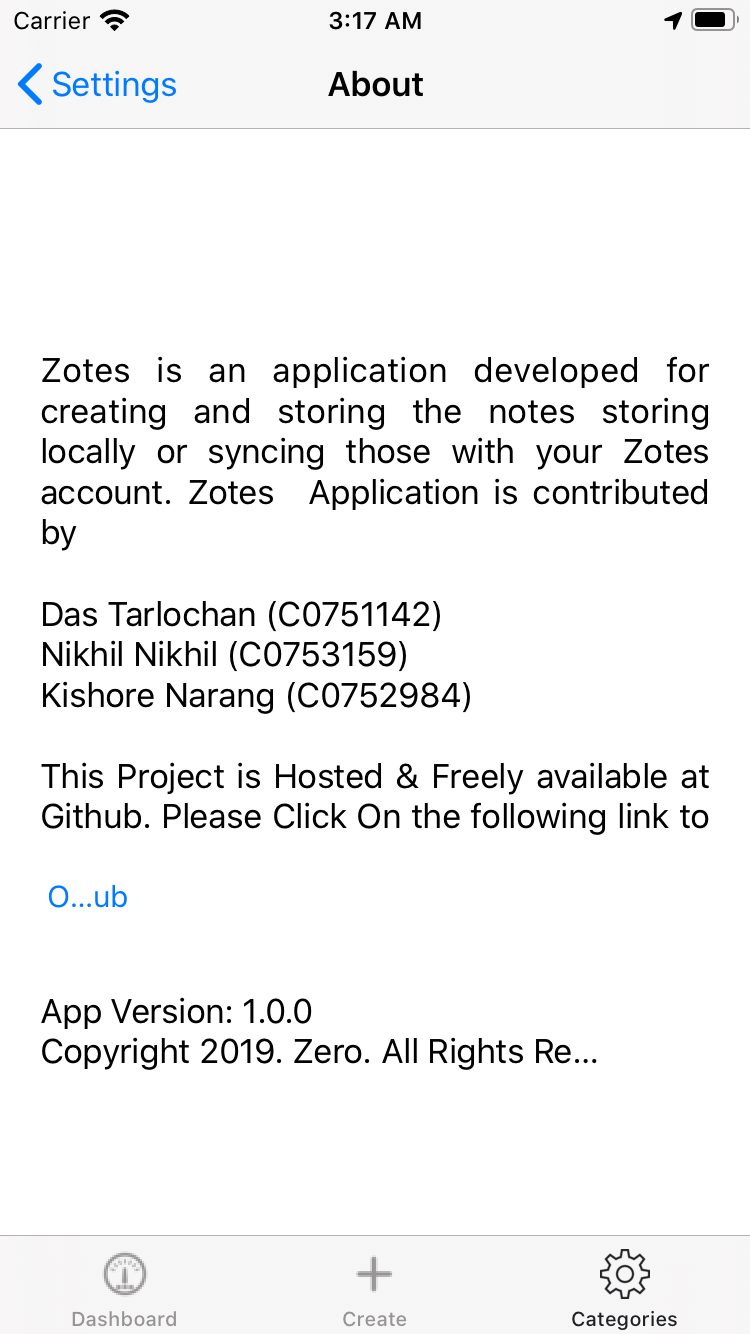 Carrier 3:17 AM
Settings About
Zotes is an application developed for
creating and storing the notes storing
locally or syncing those with your Zotes
account. Zotes Application is contributed
by
Das Tarlochan (C0751142)
Nikhil Nikhil (C0753159)
Kishore Narang (C0752984)
This Project is Hosted & Freely available at
Github. Please Click On the following link to
O...ub
App Version: 1.0.0
Copyright 2019. Zero. All Rights Re...
Dashboard Create Categories